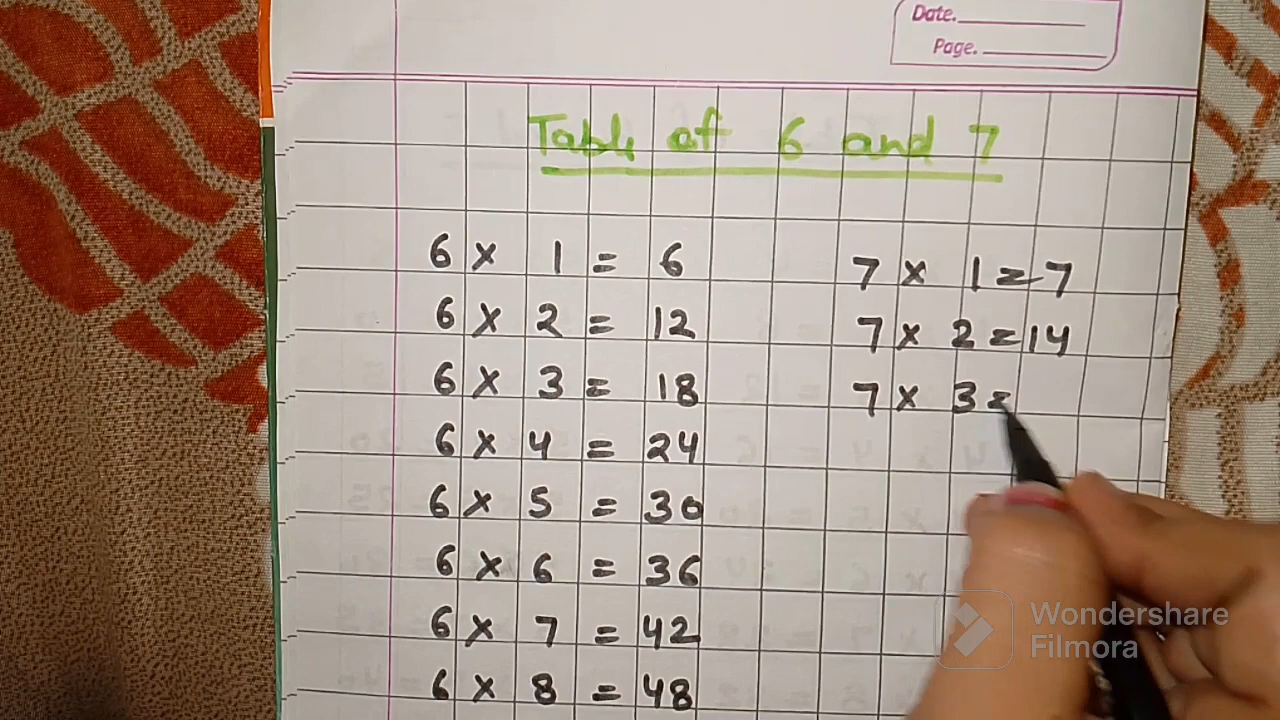 Date.
Page.
Table of 6 and 7
6 × 1 = 6
6 × 2 = 12
6 × 3 = 18
6 × 4 = 24
6 × 5 = 30
6 × 6 = 36
6 × 7 = 42
6 × 8 = 48
7 × 1 = 7
7 × 2 = 14
7 × 3 =
Wondershare
Filmora